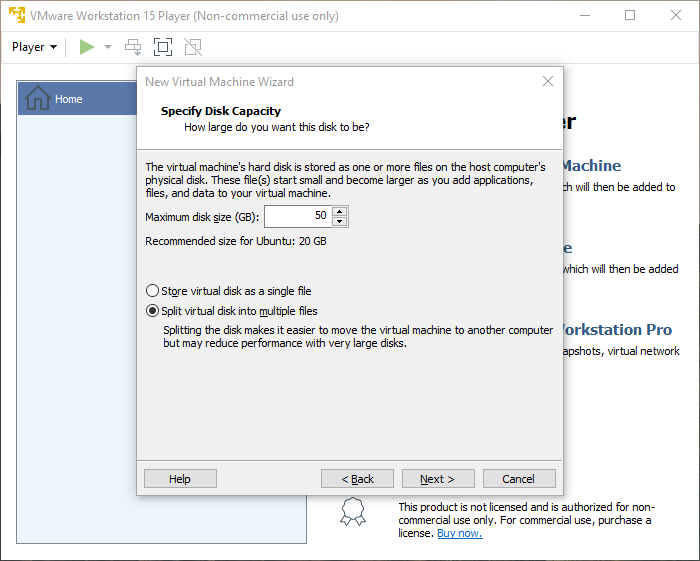 VMware Workstation 15 Player (Non-commercial use only)
Player
Home
New Virtual Machine Wizard
Specify Disk Capacity
How large do you want this disk to be?
The virtual machine's hard disk is stored as one or more files on the host computer's
physical disk. These file(s) start small and become larger as you add applications,
files, and data to your virtual machine.
Maximum disk size (GB): 50
Recommended size for Ubuntu: 20 GB
Store virtual disk as a single file
Split virtual disk into multiple files
Splitting the disk makes it easier to move the virtual machine to another computer
but may reduce performance with very large disks.
Help
< Back
Next >
Cancel
er
Machine
ch will then be added to
e
which will then be added
orkstation Pro
apshots, virtual network
This product is not licensed and is authorized for non-
commercial use only. For commercial use, purchase a
license. Buy now.